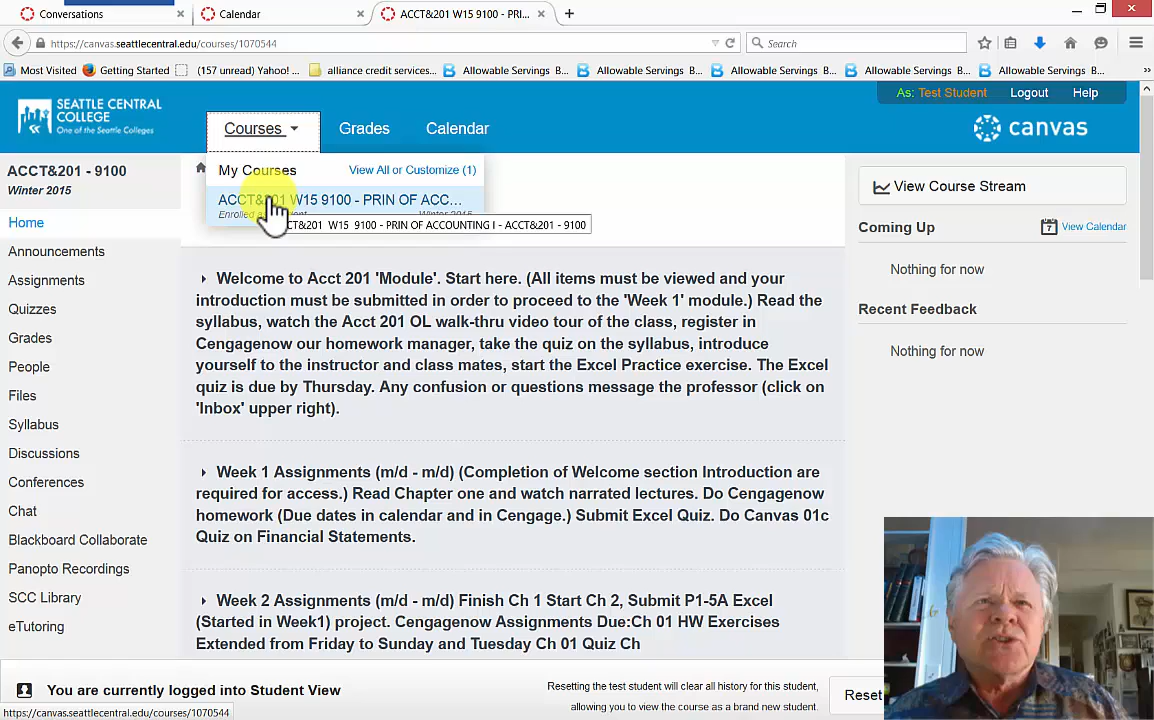 Conversations
Calendar
ACCT&201 W15 9100 - PRI...
https://canvas.seattlecentral.edu/courses/1070544
Search
Most Visited
Getting Started
(157 unread) Yahoo! ...
alliance credit services...
Allowable Servings B...
Allowable Servings B...
Allowable Servings B...
Allowable Servings B...
Allowable Servings B...
As: Test Student
Logout
Help
SEATTLE CENTRAL
COLLEGE
One of the Seattle Colleges
Courses
Grades
Calendar
canvas
ACCT&201 - 9100
Winter 2015
My Courses
View All or Customize (1)
ACCT&201 W15 9100 - PRIN OF ACC...
Winter 2015
CT&201 W15 9100 - PRIN OF ACCOUNTING I - ACCT&201 - 9100
Home
Announcements
Assignments
Quizzes
Grades
People
Files
Syllabus
Discussions
Conferences
Chat
Blackboard Collaborate
Panopto Recordings
SCC Library
eTutoring
Welcome to Acct 201 'Module'. Start here. (All items must be viewed and your
introduction must be submitted in order to proceed to the 'Week 1' module.) Read the
syllabus, watch the Acct 201 OL walk-thru video tour of the class, register in
Cengagenow our homework manager, take the quiz on the syllabus, introduce
yourself to the instructor and class mates, start the Excel Practice exercise. The Excel
quiz is due by Thursday. Any confusion or questions message the professor (click on
'Inbox' upper right).
Week 1 Assignments (m/d - m/d) (Completion of Welcome section Introduction are
required for access.) Read Chapter one and watch narrated lectures. Do Cengagenow
homework (Due dates in calendar and in Cengage.) Submit Excel Quiz. Do Canvas 01c
Quiz on Financial Statements.
Week 2 Assignments (m/d - m/d) Finish Ch 1 Start Ch 2, Submit P1-5A Excel
(Started in Week1) project. Cengagenow Assignments Due:Ch 01 HW Exercises
Extended from Friday to Sunday and Tuesday Ch 01 Quiz Ch
View Course Stream
Coming Up
7
View Calendar
Nothing for now
Recent Feedback
Nothing for now
You are currently logged into Student View
Resetting the test student will clear all history for this student,
allowing you to view the course as a brand new student.
Reset
https://canvas.seattlecentral.edu/courses/1070544